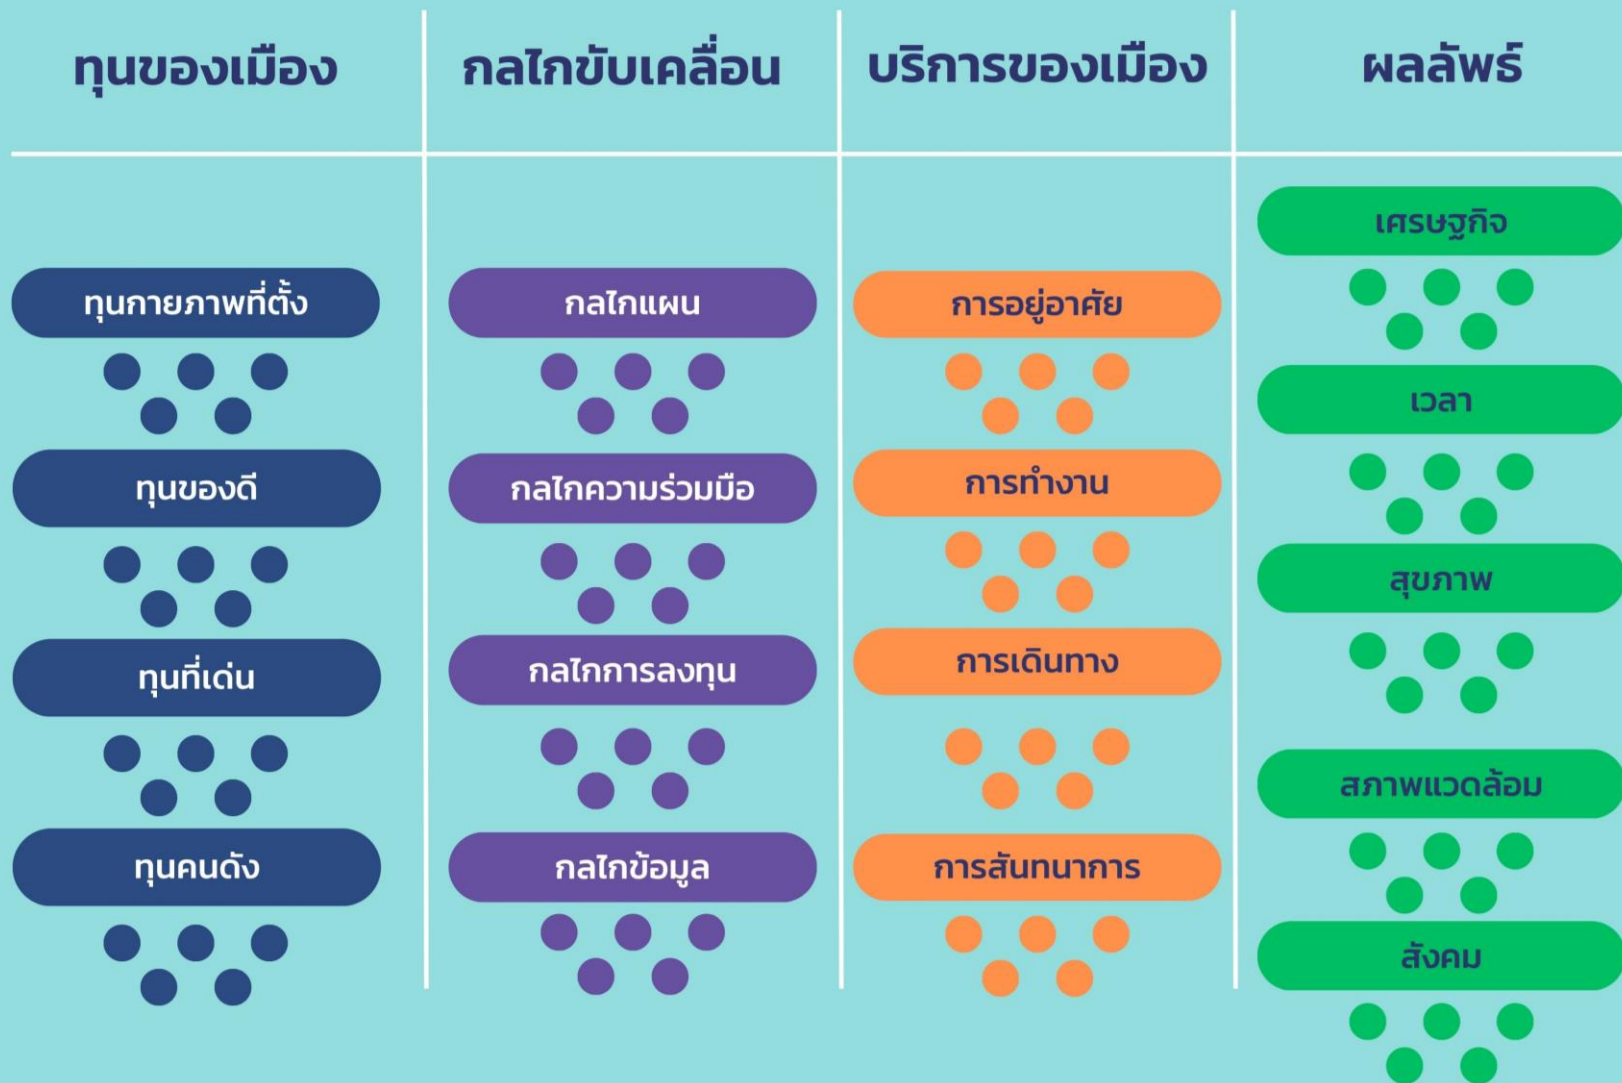 ทุนของเมือง
กลไกขับเคลื่อน
บริการของเมือง
ผลลัพธ์
ทุนกายภาพที่ตั้ง
ทุนของดี
ทุนที่เด่น
ทุนคนดัง
กลไกแผน
กลไกความร่วมมือ
กลไกการลงทุน
กลไกข้อมูล
การอยู่อาศัย
การทำงาน
การเดินทาง
การสันทนาการ
เศรษฐกิจ
เวลา
สุขภาพ
สภาพแวดล้อม
สังคม